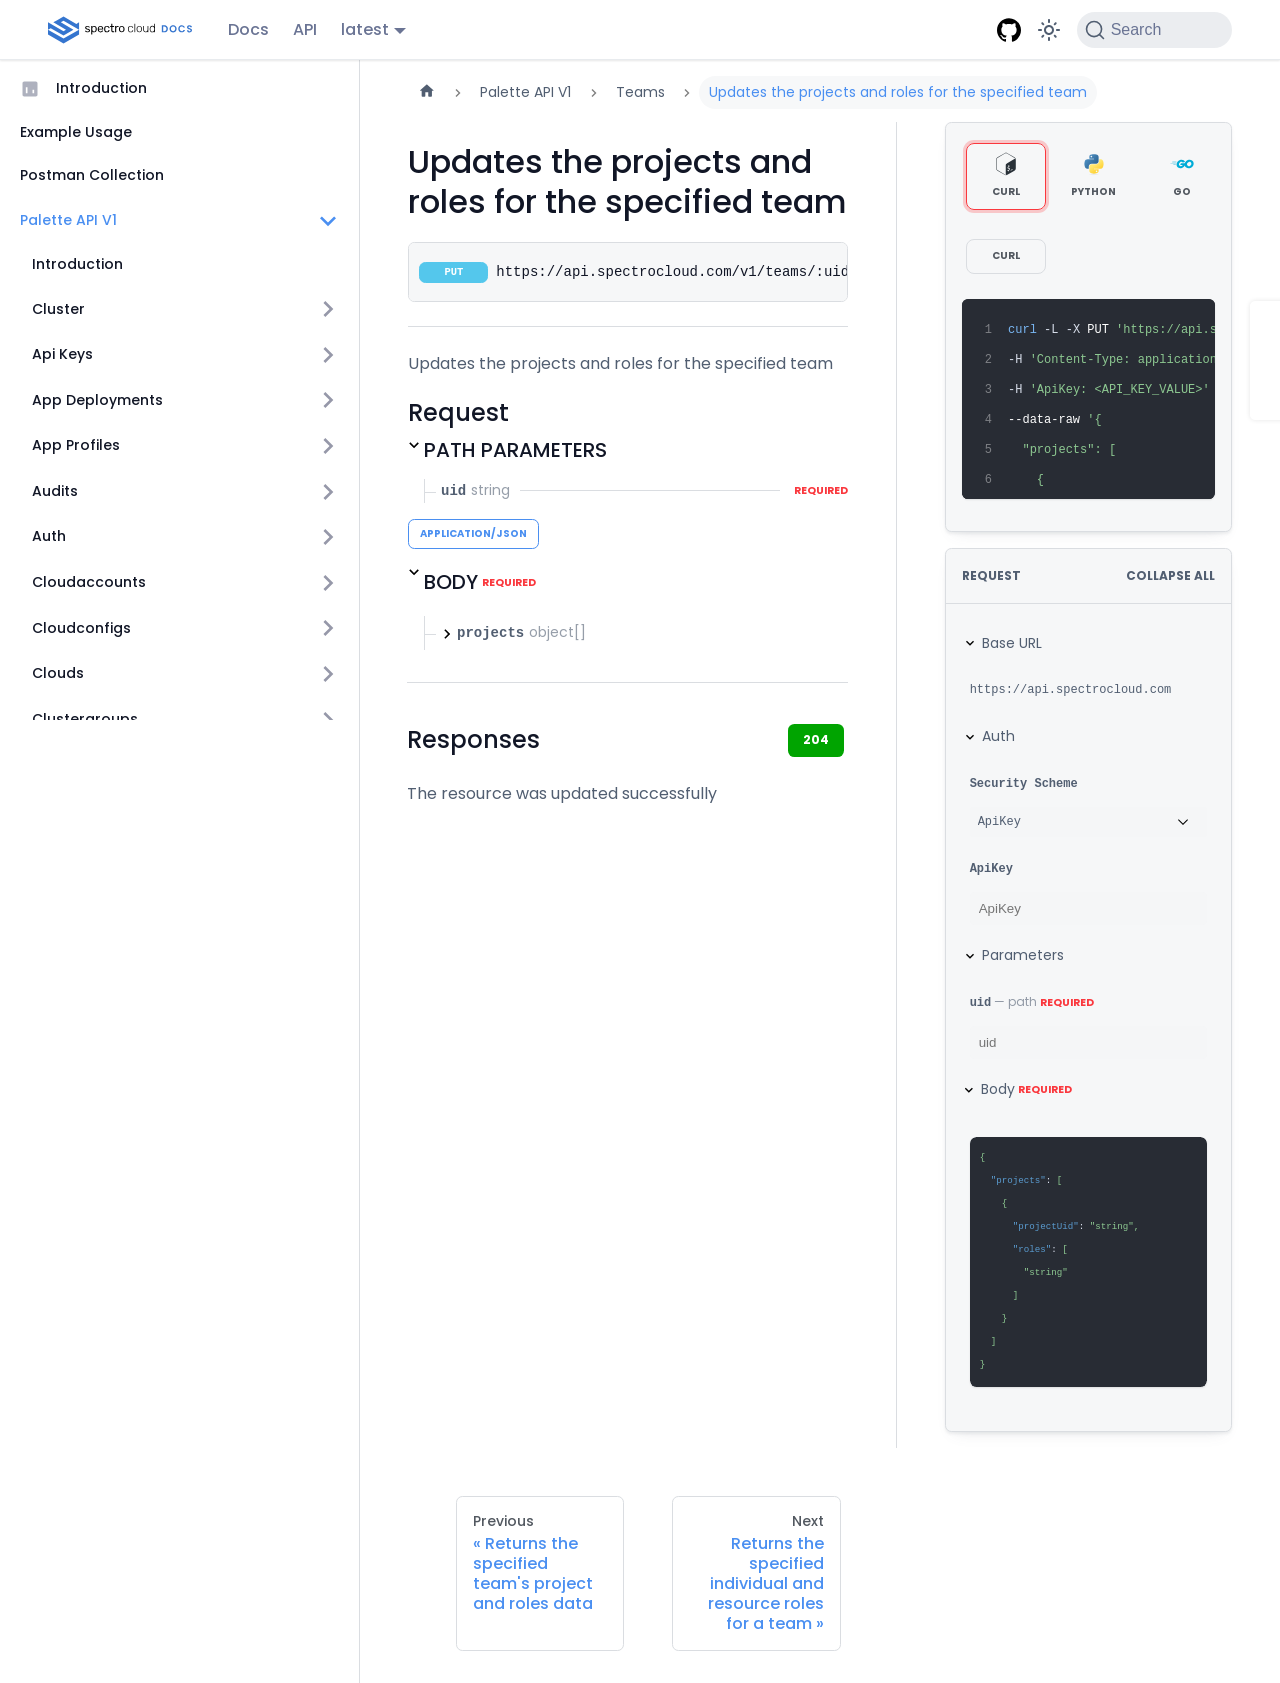 spectro cloud DOCS
Docs
API
latest
Search
Introduction
Example Usage
Postman Collection
Palette API V1
Introduction
Cluster
Api Keys
App Deployments
App Profiles
Audits
Auth
Cloudaccounts
Cloudconfigs
Clouds
Clustergroups
Palette API V1
Teams
Updates the projects and roles for the specified team
Updates the projects and
roles for the specified team
PUT https://api.spectrocloud.com/v1/teams/:uid
Updates the projects and roles for the specified team
Request
PATH PARAMETERS
uid string REQUIRED
APPLICATION/JSON
BODY REQUIRED
projects object[]
Responses
204
The resource was updated successfully
CURL
PYTHON
GO
CURL
1 curl -L -X PUT 'https://api.s
2 -H 'Content-Type: application
3 -H 'ApiKey: <API_KEY_VALUE>'
4 --data-raw '{
5 "projects": [
6 {
REQUEST
COLLAPSE ALL
Base URL
https://api.spectrocloud.com
Auth
Security Scheme
ApiKey
ApiKey
ApiKey
Parameters
uid — path REQUIRED
uid
Body REQUIRED
{
"projects": [
{
"projectUid": "string",
"roles": [
"string"
]
}
]
}
Previous
« Returns the
specified
team's project
and roles data
Next
Returns the
specified
individual and
resource roles
for a team »